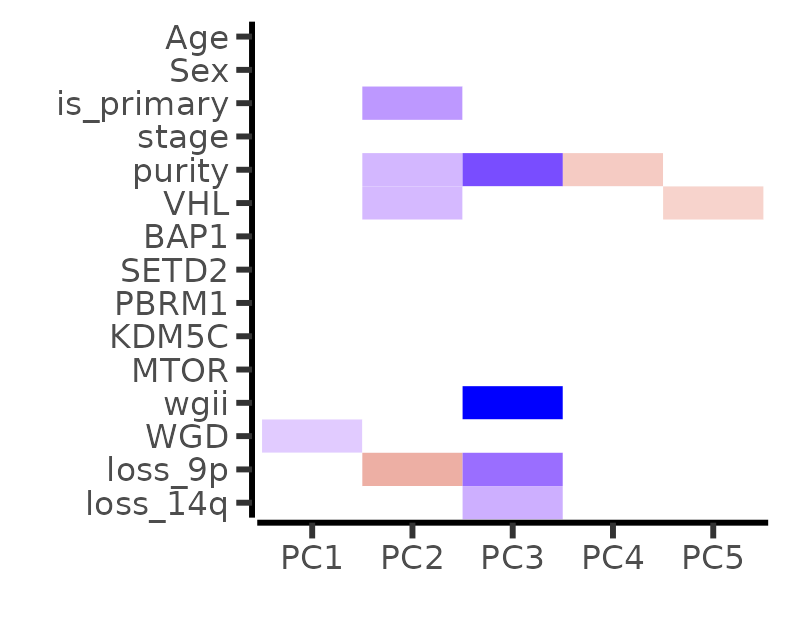 Age
Sex
is_primary
stage
purity
VHL
BAP1
SETD2
PBRM1
KDM5C
MTOR
wgii
WGD
loss_9p
loss_14q
PC1 PC2 PC3 PC4 PC5